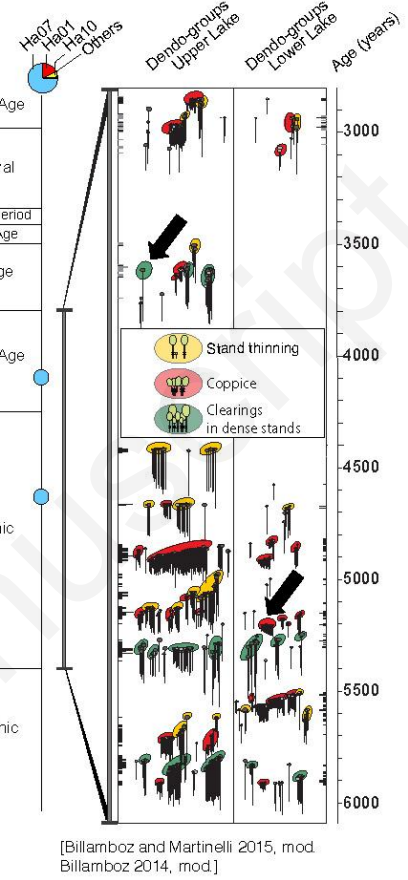 Ha07
Ha01
Ha10
Others
Dendo-groups
Upper Lake
Dendo-groups
Lower Lake
Age (years)
Age
al
eriod
Age
ge
Age
nic
nic
3000
3500
4000
4500
5000
5500
6000
Stand thinning
Coppice
Clearings
in dense stands
[Billamboz and Martinelli 2015, mod.
Billamboz 2014, mod.]